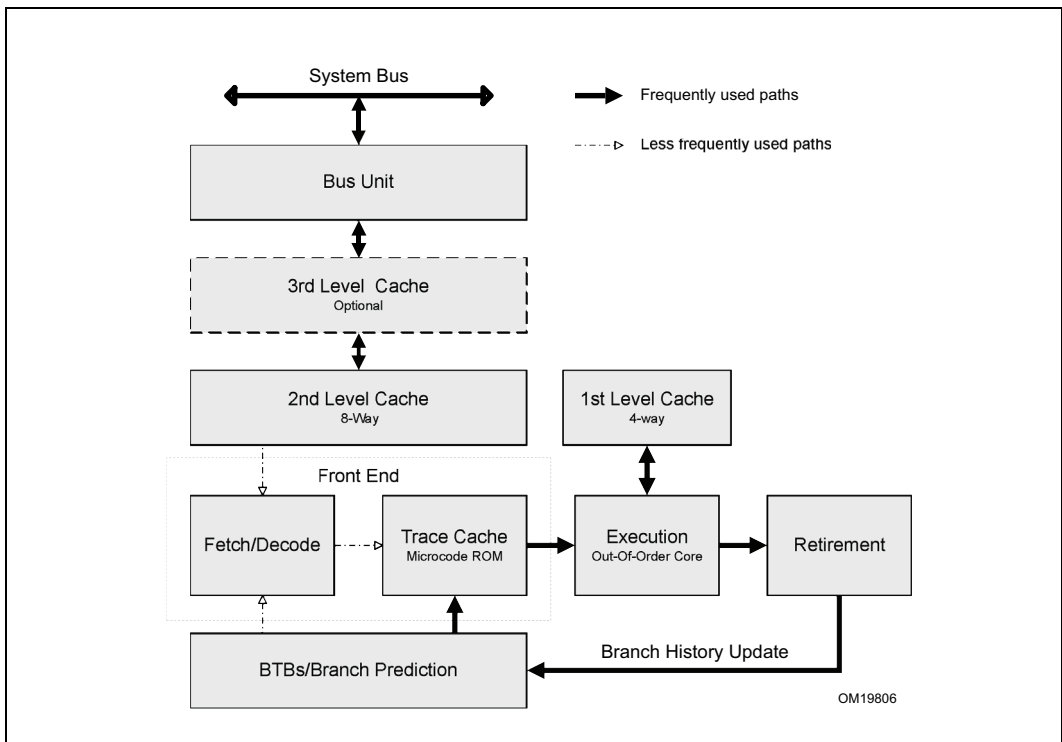 System Bus
Frequently used paths
Less frequently used paths
Bus Unit
3rd Level Cache
Optional
2nd Level Cache
8-Way
1st Level Cache
4-way
Front End
Fetch/Decode
Trace Cache
Microcode ROM
Execution
Out-Of-Order Core
Retirement
BTBs/Branch Prediction
Branch History Update
OM19806